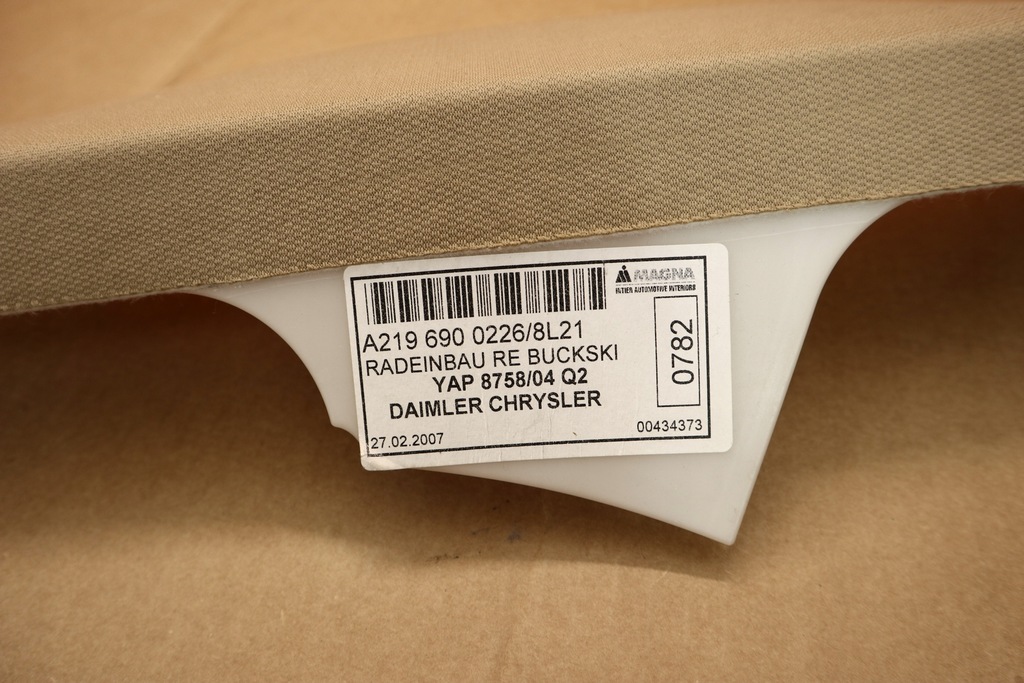 MAGNA
INTIER AUTOMOTIVE INTERIORS
A219 690 0226/8L21
RADEINBAU RE BUCKSKI
YAP 8758/04 Q2
DAIMLER CHRYSLER
0782
27.02.2007
00434373